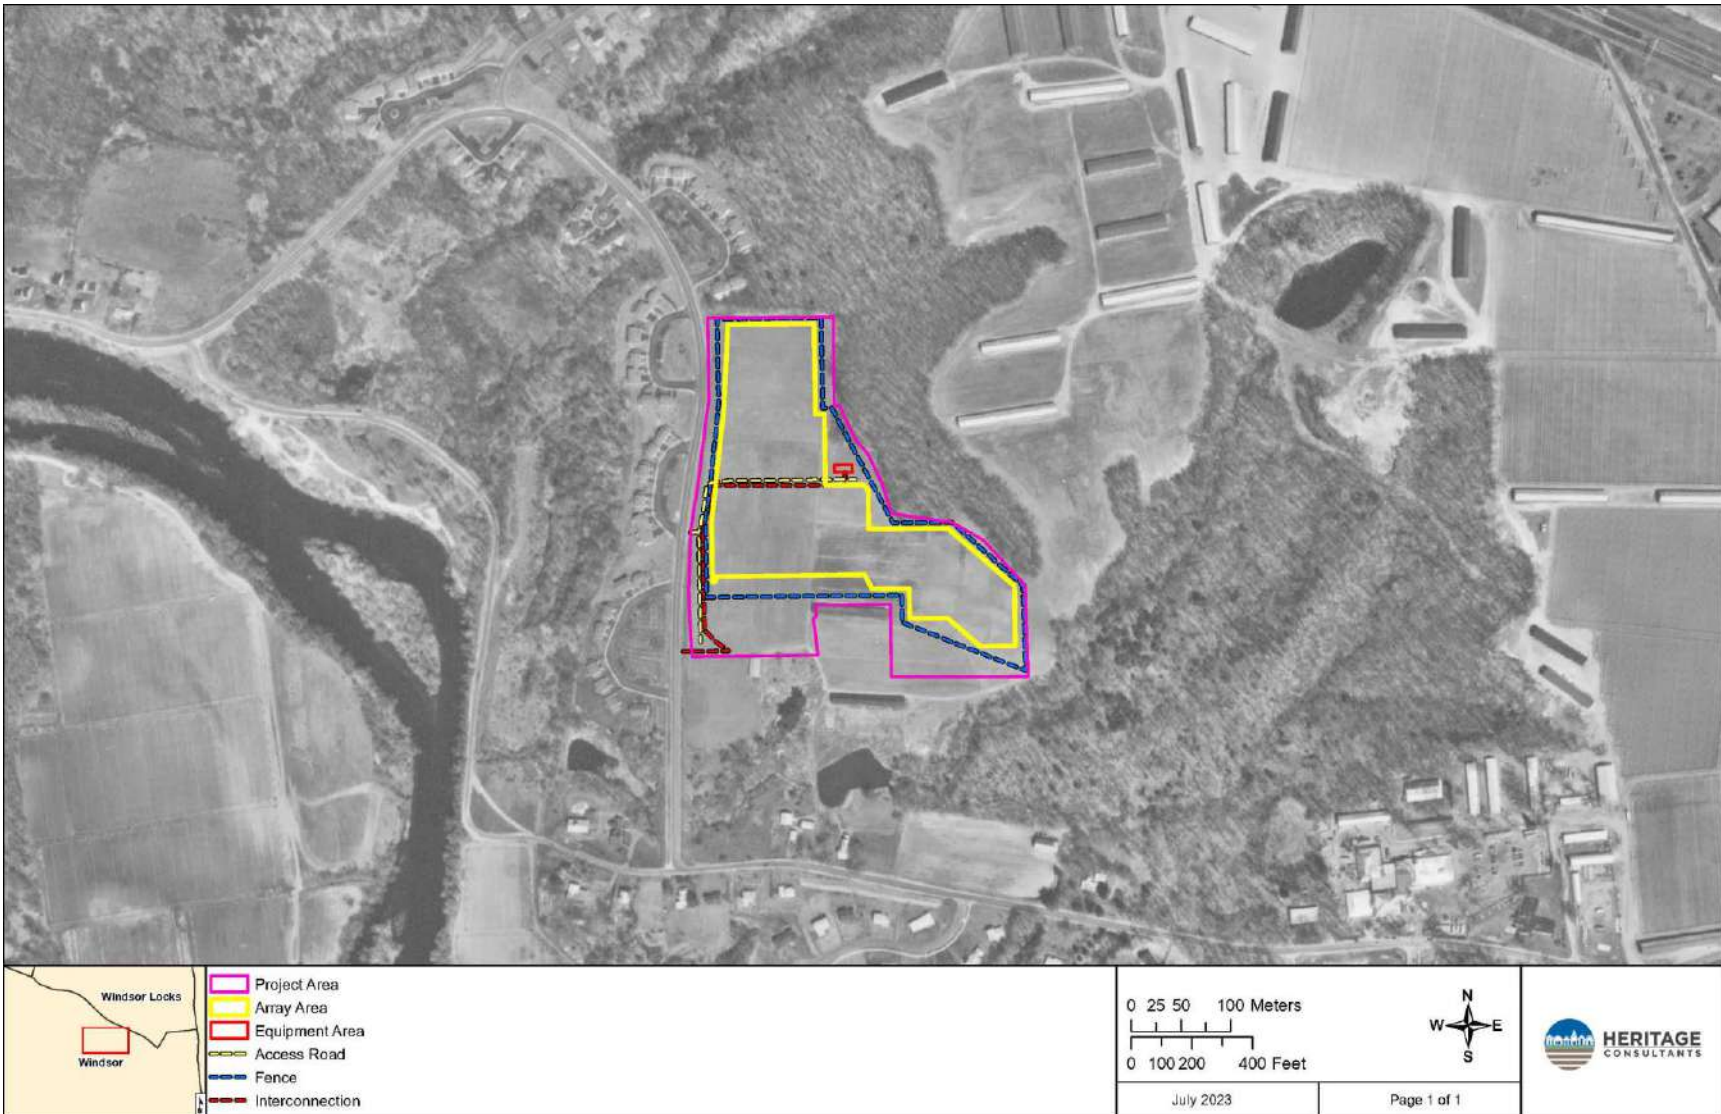 Windsor Locks
Windsor
Project Area
Array Area
Equipment Area
Access Road
Fence
Interconnection
0 25 50 100 Meters
0 100 200 400 Feet
N
W E
S
July 2023
Page 1 of 1
HERITAGE
CONSULTANTS